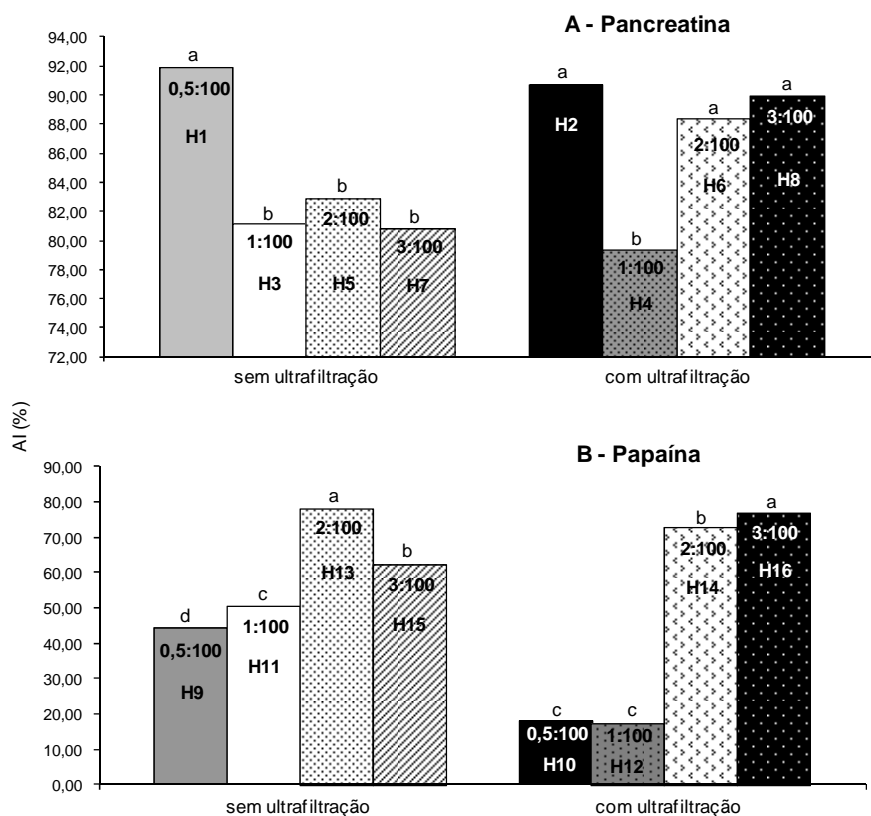 A - Pancreatina
94,00
92,00
90,00
88,00
86,00
84,00
82,00
80,00
78,00
76,00
74,00
72,00
a
0,5:100
H1
b
1:100
H3
b
2:100
H5
b
3:100
H7
a
H2
b
1:100
H4
a
2:100
H6
a
3:100
H8
sem ultrafiltração
com ultrafiltração
AI (%)
B - Papaína
90,00
80,00
70,00
60,00
50,00
40,00
30,00
20,00
10,00
0,00
d
0,5:100
H9
c
1:100
H11
a
2:100
H13
b
3:100
H15
c
0,5:100
H10
c
1:100
H12
b
2:100
H14
a
3:100
H16
sem ultrafiltração
com ultrafiltração